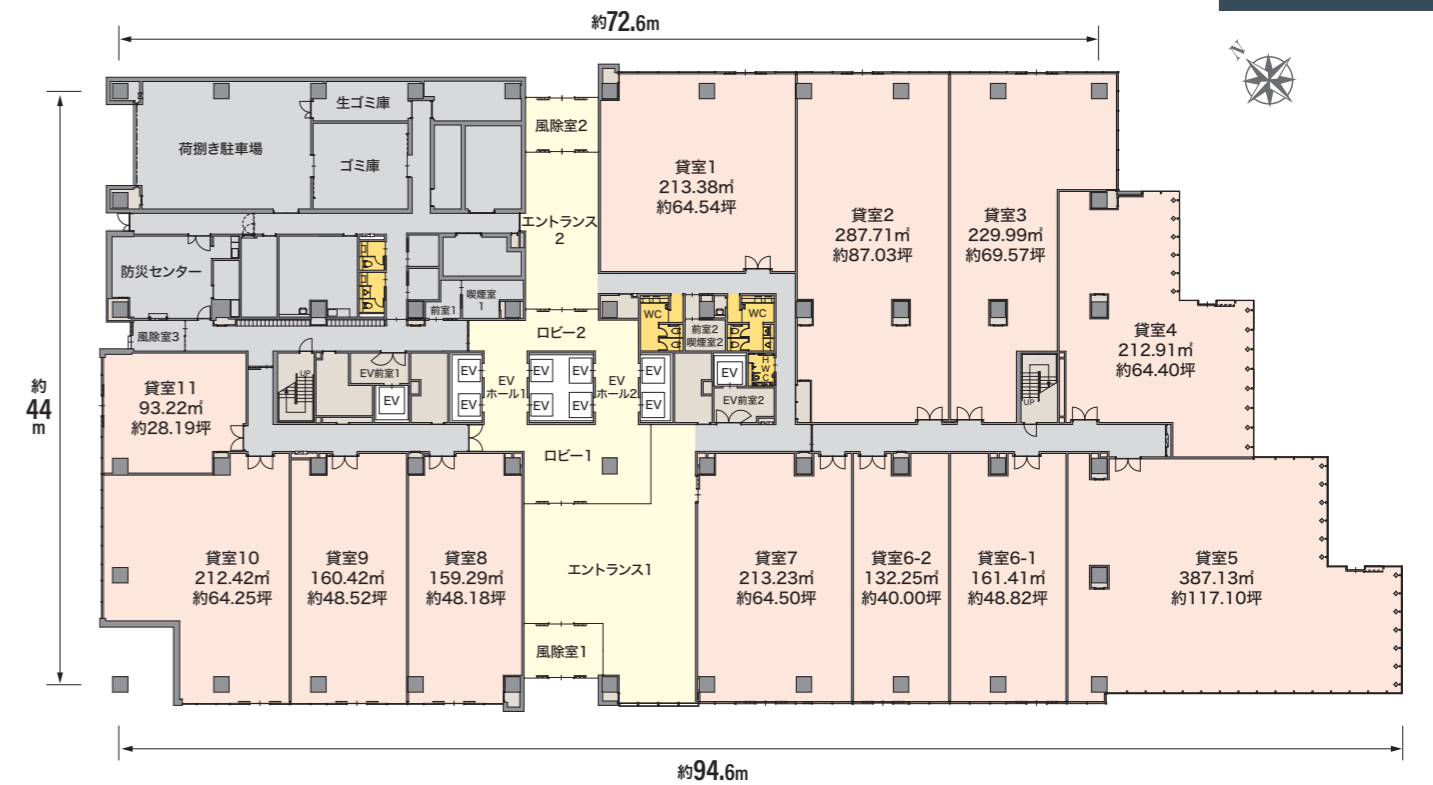 約72.6m
N
生ゴミ庫
荷捌き駐車場
ゴミ庫
風除室2
エントランス
2
貸室1
213.38㎡
約64.54坪
貸室2
287.71㎡
約87.03坪
貸室3
229.99㎡
約69.57坪
貸室4
212.91㎡
約64.40坪
防災センター
喫煙室
1
前室1
風除室3
ロビー2
WC
前室2
喫煙室2
WC
HWC
UP
EV前室1
EV
EV
EV
EV
ホール1
EV
EV
EV
EV
EV
ホール2
EV
EV
EV
EV前室2
UP
約
44
m
貸室11
93.22㎡
約28.19坪
ロビー1
貸室10
212.42㎡
約64.25坪
貸室9
160.42㎡
約48.52坪
貸室8
159.29㎡
約48.18坪
エントランス1
風除室1
貸室7
213.23㎡
約64.50坪
貸室6-2
132.25㎡
約40.00坪
貸室6-1
161.41㎡
約48.82坪
貸室5
387.13㎡
約117.10坪
約94.6m